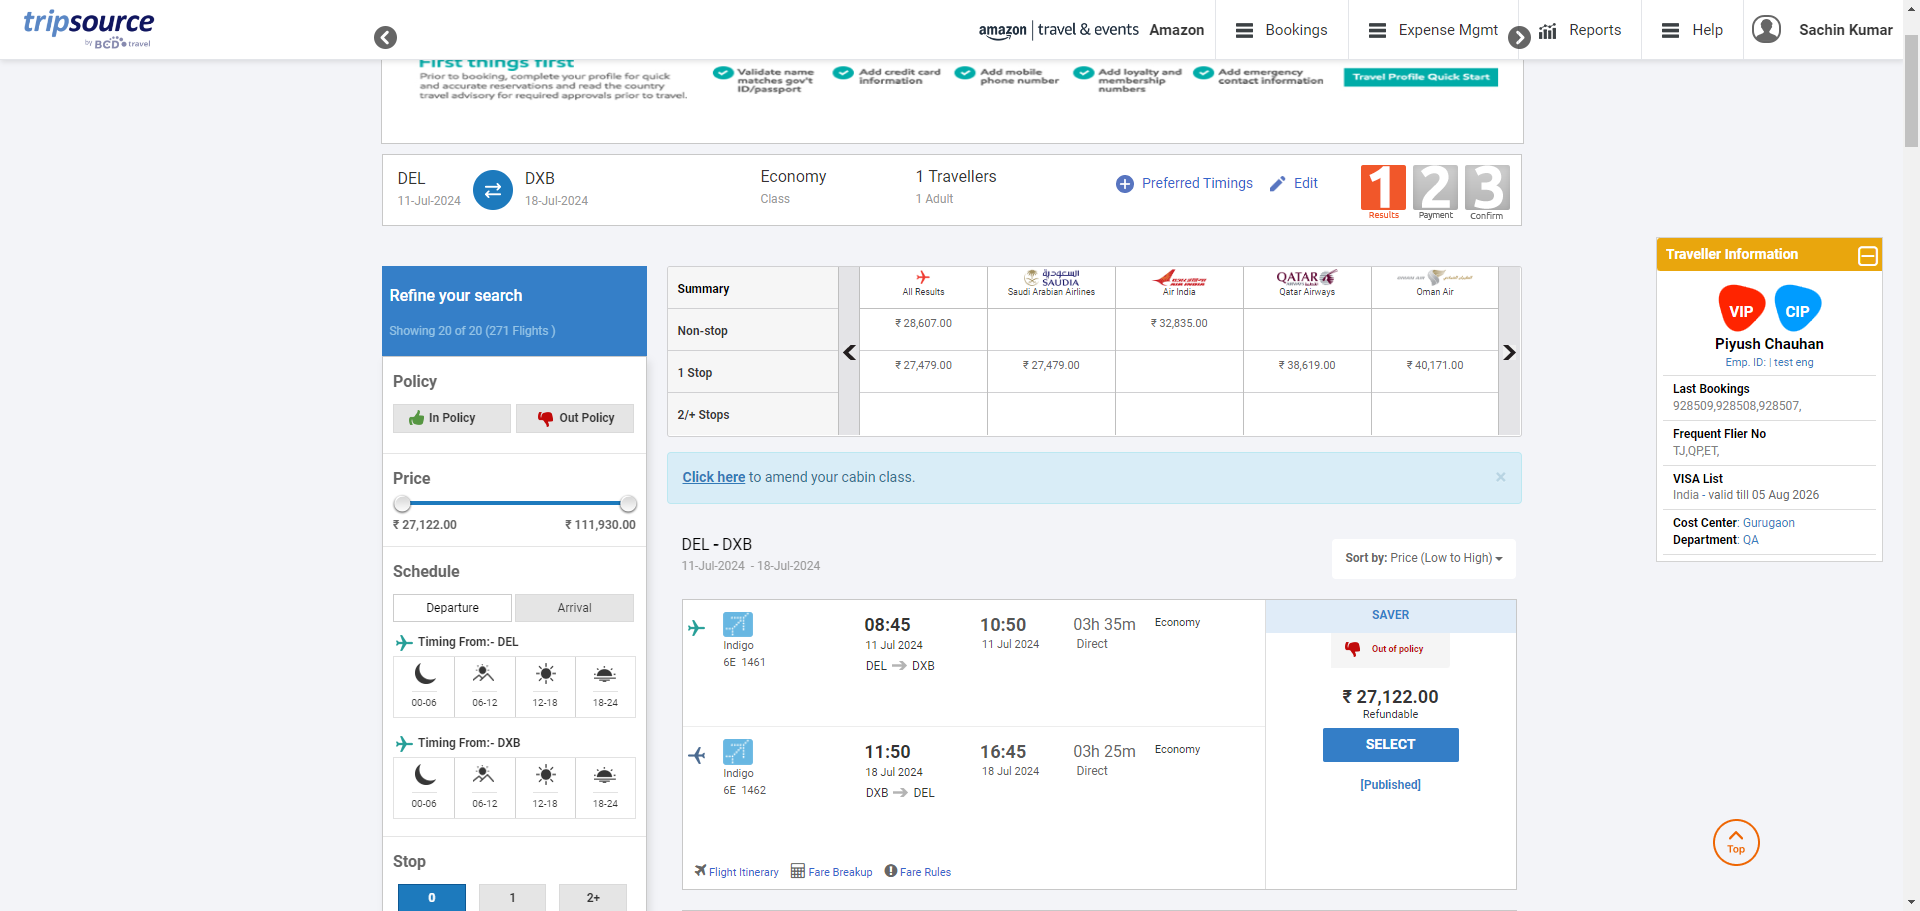 tripsource
by BCD travel
amazon | travel & events Amazon
Bookings
Expense Mgmt
Reports
Help
Sachin Kumar
First things first
Prior to booking, complete your profile for quick
and accurate reservations and read the country
travel advisory for required approvals prior to travel.
Validate name
matches gov't
ID/passport
Add credit card
information
Add mobile
phone number
Add loyalty and
membership
numbers
Add emergency
contact information
Travel Profile Quick Start
DEL
11-Jul-2024
DXB
18-Jul-2024
Economy
Class
1 Travellers
1 Adult
Preferred Timings
Edit
1
Results
2
Payment
3
Confirm
Refine your search
Showing 20 of 20 (271 Flights )
Policy
In Policy
Out Policy
Price
₹ 27,122.00
₹ 111,930.00
Schedule
Departure
Arrival
Timing From:- DEL
00-06
06-12
12-18
18-24
Timing From:- DXB
00-06
06-12
12-18
18-24
Stop
0
1
2+
Summary
All Results
السعودية
SAUDIA
Saudi Arabian Airlines
AIR INDIA
Air India
QATAR
Qatar Airways
OMAN AIR
Oman Air
Non-stop
₹ 28,607.00
₹ 32,835.00
1 Stop
₹ 27,479.00
₹ 27,479.00
₹ 38,619.00
₹ 40,171.00
2/+ Stops
Click here to amend your cabin class.
×
DEL - DXB
11-Jul-2024 - 18-Jul-2024
Sort by: Price (Low to High)
Indigo
6E 1461
08:45
11 Jul 2024
DEL → DXB
10:50
11 Jul 2024
03h 35m
Direct
Economy
Indigo
6E 1462
11:50
18 Jul 2024
DXB → DEL
16:45
18 Jul 2024
03h 25m
Direct
Economy
Flight Itinerary
Fare Breakup
Fare Rules
SAVER
Out of policy
₹ 27,122.00
Refundable
SELECT
[Published]
Traveller Information
VIP
CIP
Piyush Chauhan
Emp. ID: | test eng
Last Bookings
928509,928508,928507,
Frequent Flier No
TJ,QP,ET,
VISA List
India - valid till 05 Aug 2026
Cost Center: Gurugaon
Department: QA
Top